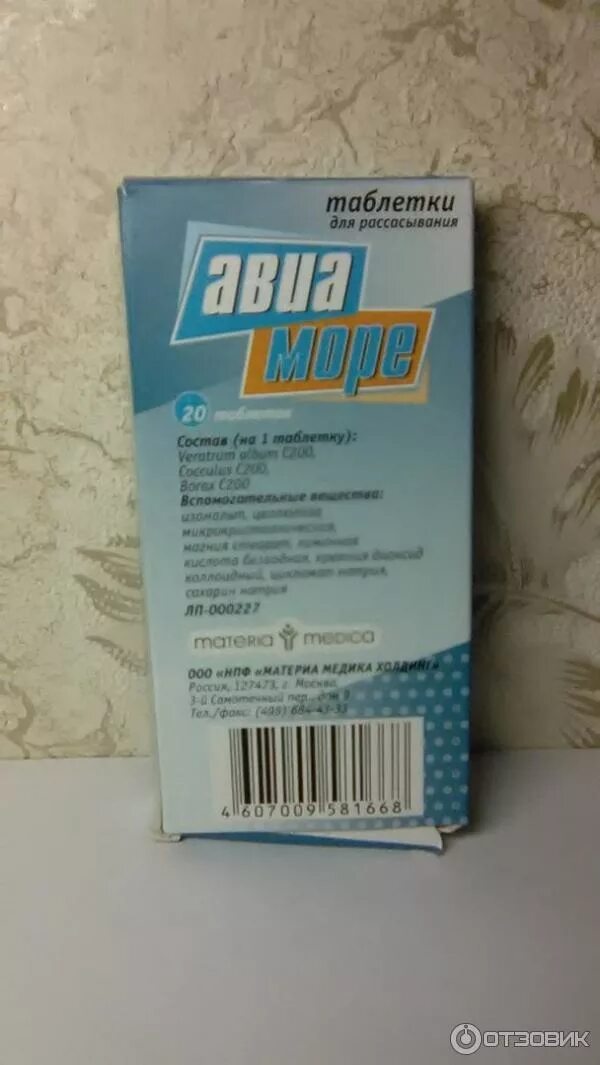 таблетки
для рассасывания
авиа
море
20 таблеток
Состав (на 1 таблетку):
Veratrum album C200,
Cocculus C200,
Borax C200
Вспомогательные вещества:
изомальт, целлюлоза
микрокристаллическая,
магния стеарат, лимонная
кислота безводная, кремния диоксид
коллоидный, цикламат натрия,
сахарин натрия
ЛП-000227
materia medica
ООО «НПФ «МАТЕРИА МЕДИКА ХОЛДИНГ»
Россия, 127473, г. Москва,
3-й Самотечный пер., дом 9
Тел./факс: (495) 684-43-33
4 607009 581668
ОТЗОВИК